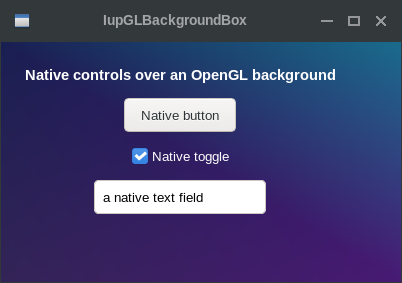 IupGLBackgroundBox
Native controls over an OpenGL background
Native button
Native toggle
a native text field